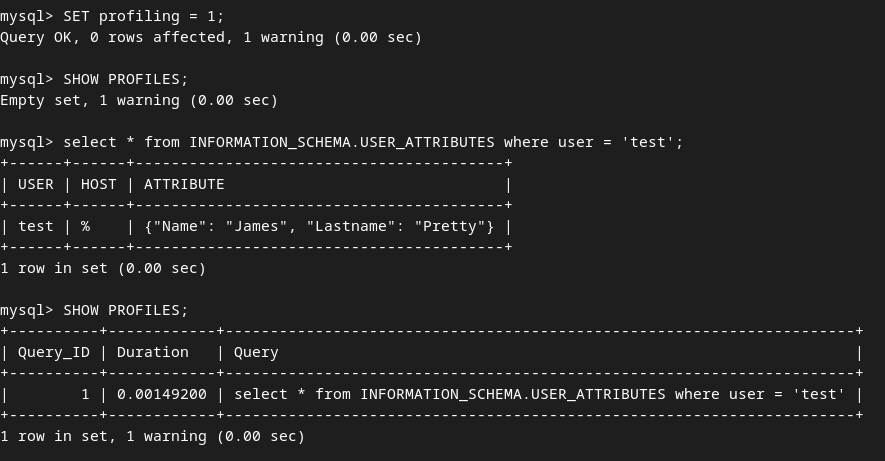 mysql> SET profiling = 1;
Query OK, 0 rows affected, 1 warning (0.00 sec)

mysql> SHOW PROFILES;
Empty set, 1 warning (0.00 sec)

mysql> select * from INFORMATION_SCHEMA.USER_ATTRIBUTES where user = 'test';
+------+------+-----------------------------------------+
| USER | HOST | ATTRIBUTE                               |
+------+------+-----------------------------------------+
| test | %    | {"Name": "James", "Lastname": "Pretty"} |
+------+------+-----------------------------------------+
1 row in set (0.00 sec)

mysql> SHOW PROFILES;
+----------+------------+----------------------------------------------------------------------+
| Query_ID | Duration   | Query                                                                |
+----------+------------+----------------------------------------------------------------------+
|        1 | 0.00149200 | select * from INFORMATION_SCHEMA.USER_ATTRIBUTES where user = 'test' |
+----------+------------+----------------------------------------------------------------------+
1 row in set, 1 warning (0.00 sec)